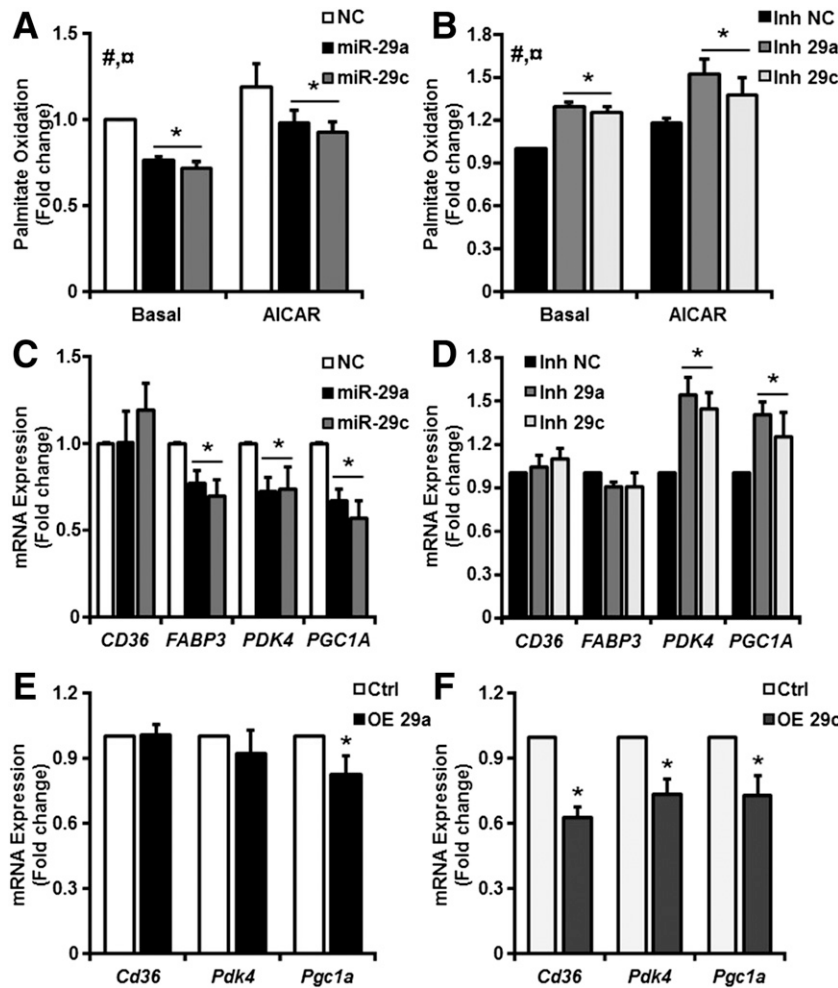 A
NC
miR-29a
miR-29c
#,¤
*
*
Palmitate Oxidation
(Fold change)
1.5
1.0
0.5
0
Basal
AICAR
B
Inh NC
Inh 29a
Inh 29c
#,¤
*
*
Palmitate Oxidation
(Fold change)
1.8
1.5
1.2
0.9
0.6
0.3
0
Basal
AICAR
C
NC
miR-29a
miR-29c
*
*
*
mRNA Expression
(Fold change)
1.5
1.0
0.5
0
CD36
FABP3
PDK4
PGC1A
D
Inh NC
Inh 29a
Inh 29c
*
*
mRNA Expression
(Fold change)
1.8
1.5
1.2
0.9
0.6
0.3
0
CD36
FABP3
PDK4
PGC1A
E
Ctrl
OE 29a
*
mRNA Expression
(Fold change)
1.2
0.9
0.6
0.3
0
Cd36
Pdk4
Pgc1a
F
Ctrl
OE 29c
*
*
*
mRNA Expression
(Fold change)
1.2
0.9
0.6
0.3
0
Cd36
Pdk4
Pgc1a